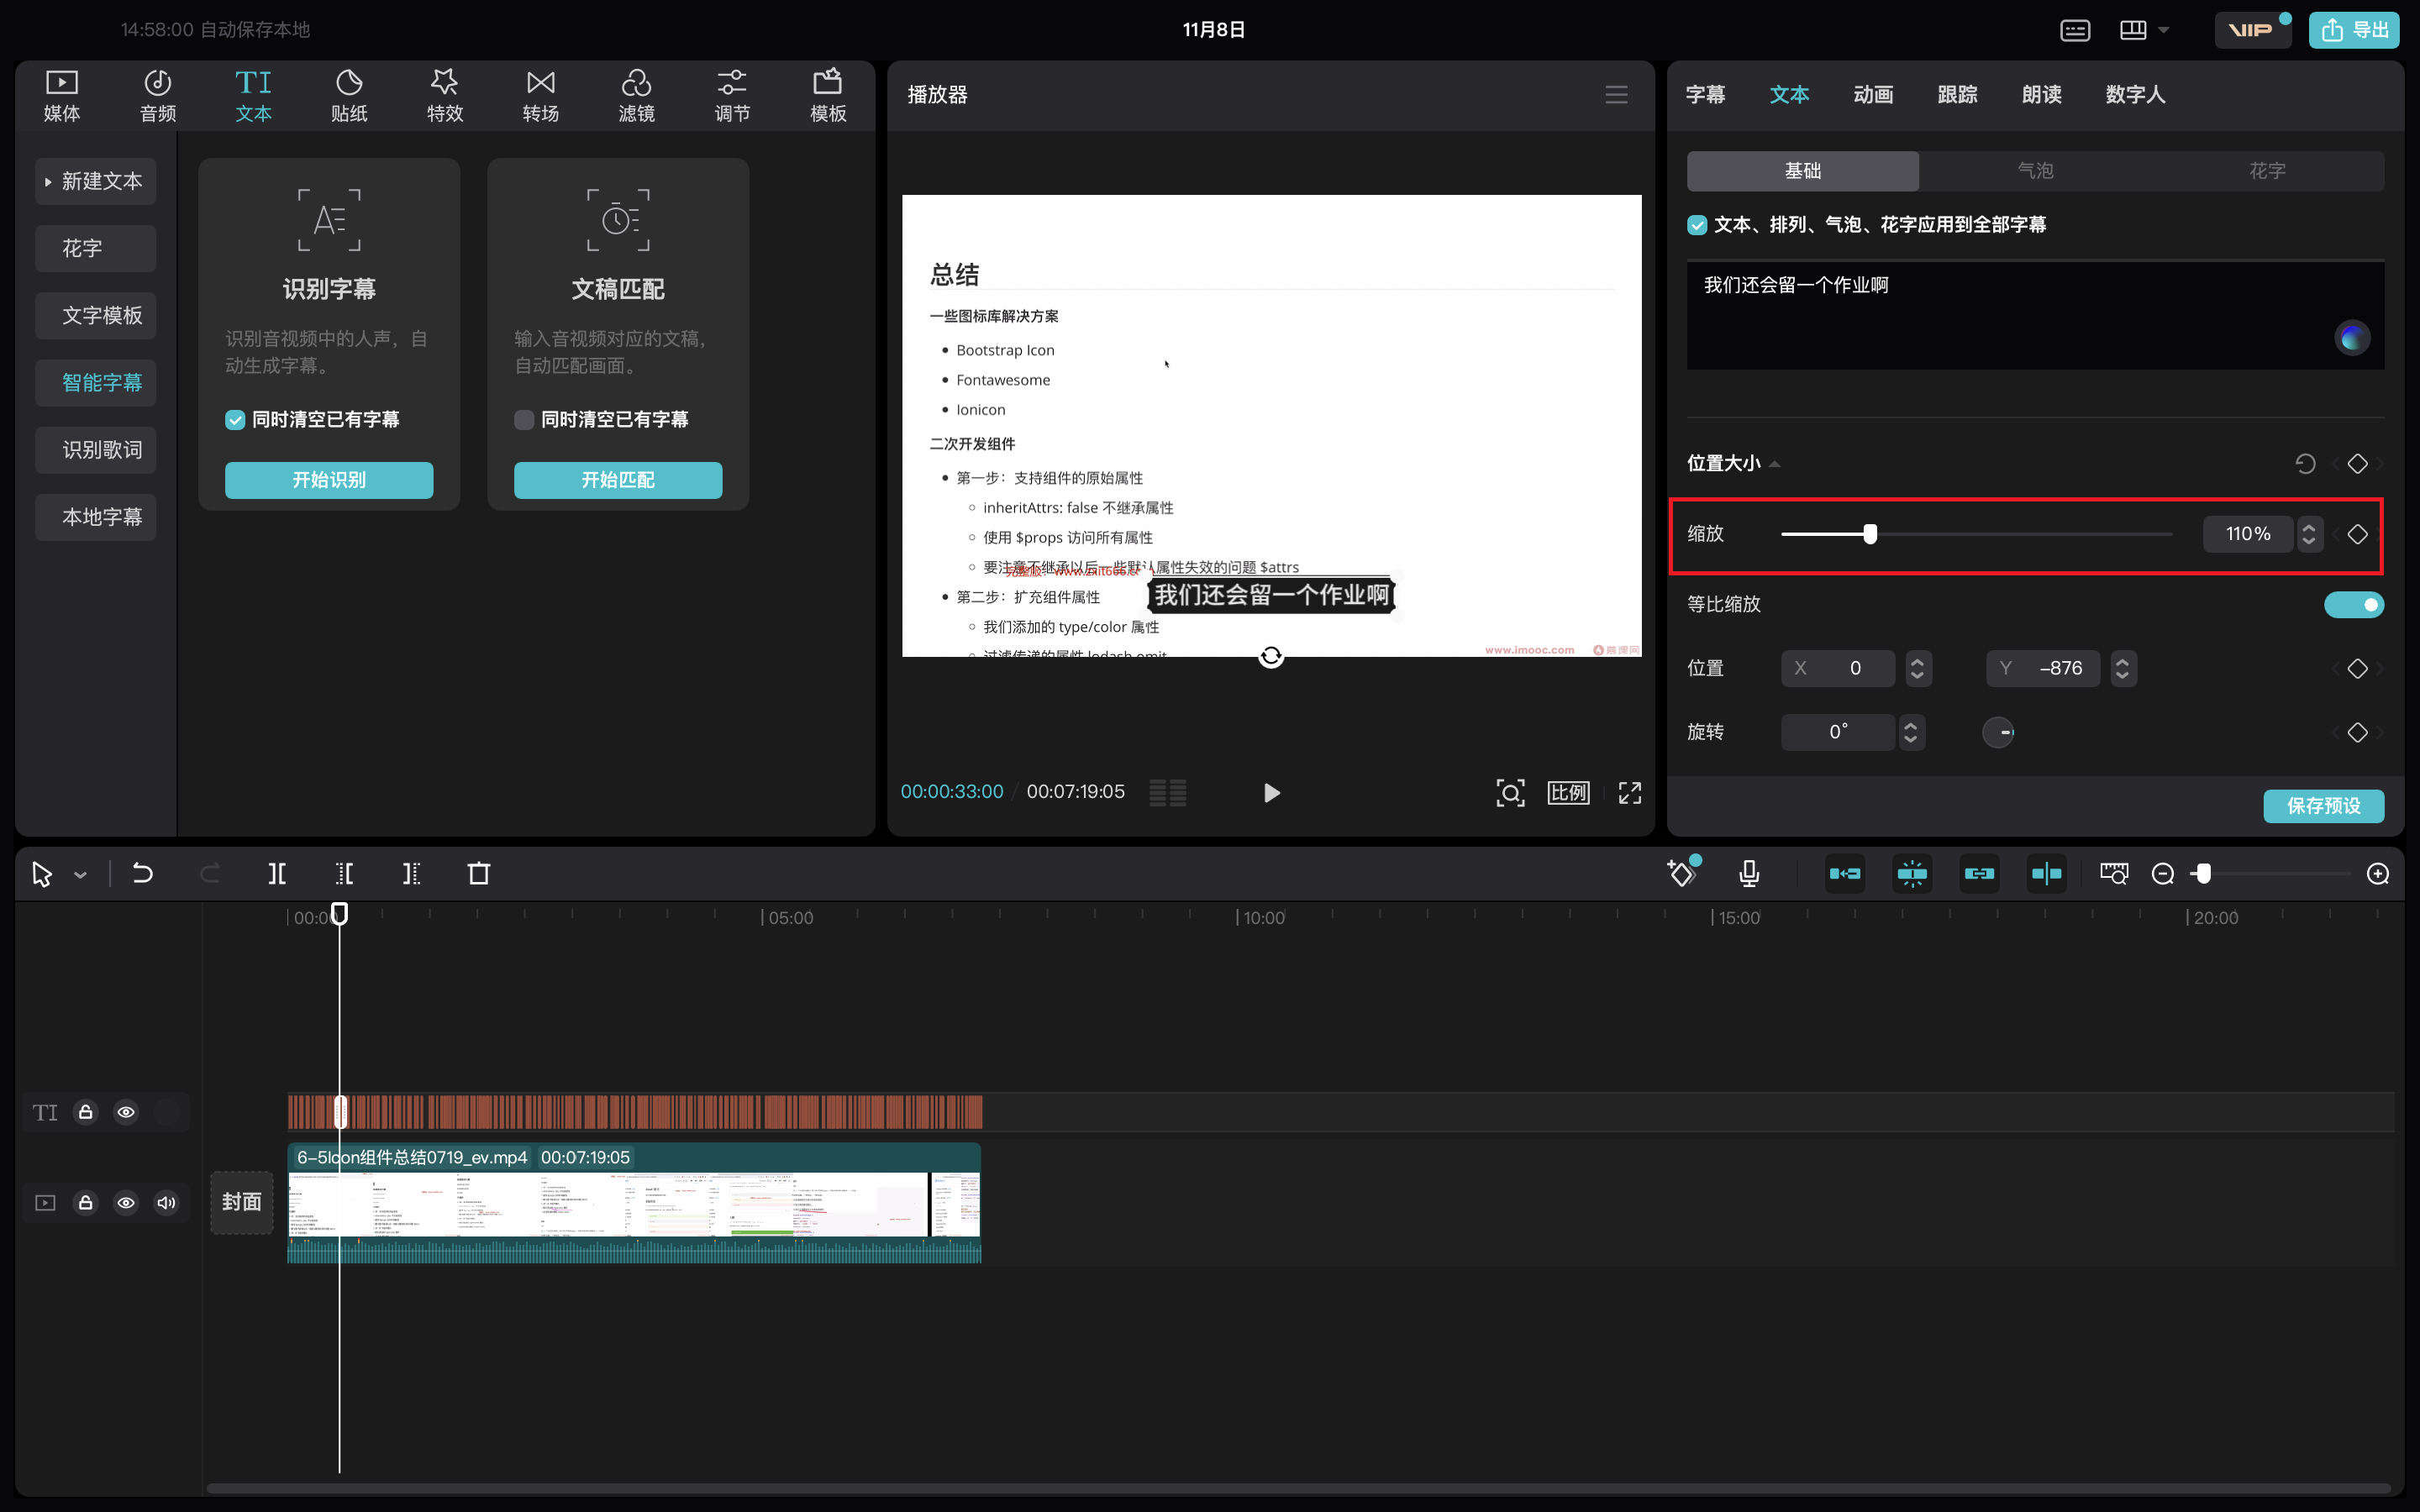 14:58:00 自动保存本地
11月8日
VIP
导出
媒体
音频
TI
文本
贴纸
特效
转场
滤镜
调节
模板
新建文本
花字
文字模板
智能字幕
识别歌词
本地字幕
识别字幕
识别音视频中的人声，自
动生成字幕。
同时清空已有字幕
开始识别
文稿匹配
输入音视频对应的文稿，
自动匹配画面。
同时清空已有字幕
开始匹配
播放器
总结
一些图标库解决方案
Bootstrap Icon
Fontawesome
Ionicon
二次开发组件
第一步：支持组件的原始属性
inheritAttrs: false 不继承属性
使用 $props 访问所有属性
要注意不继承以后一些默认属性失效的问题 $attrs
第二步：扩充组件属性
我们还会留一个作业啊
我们添加的 type/color 属性
过滤传递的属性 lodash omit
www.imooc.com
慕课网
00:00:33:00 / 00:07:19:05
比例
字幕
文本
动画
跟踪
朗读
数字人
基础
气泡
花字
文本、排列、气泡、花字应用到全部字幕
我们还会留一个作业啊
位置大小
缩放
110%
等比缩放
位置
X 0
Y -876
旋转
0°
保存预设
05:00
10:00
15:00
20:00
TI
6-5Icon组件总结0719_ev.mp4 00:07:19:05
封面